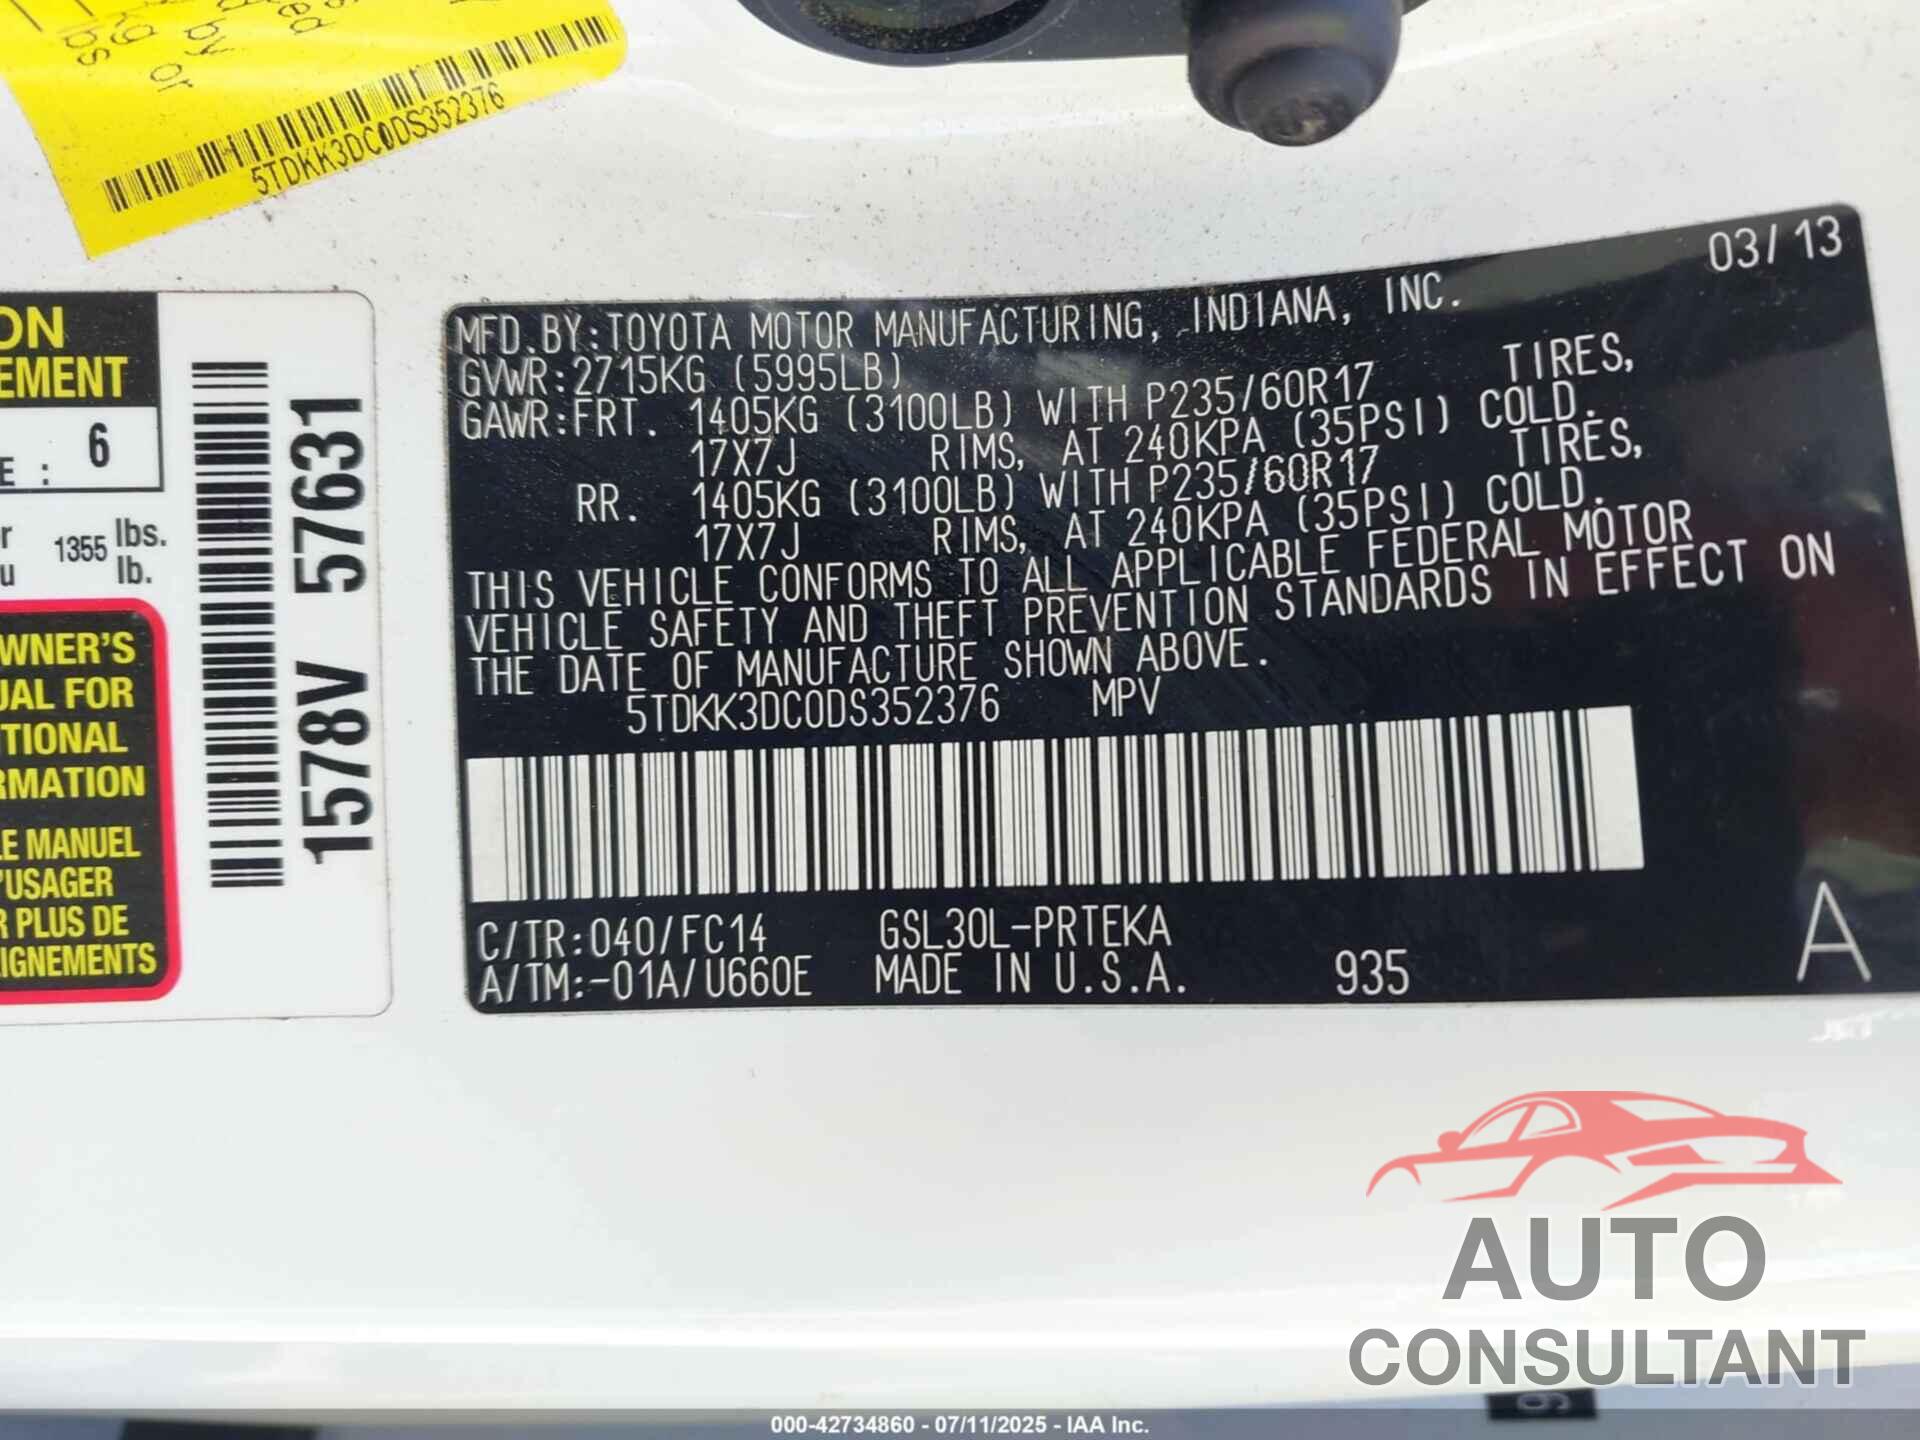 kg or
lbs
d by
5TDKK3DC0DS352376
ON
EMENT
E : 6
1355 lbs.
lb.
WNER'S
UAL FOR
TIONAL
RMATION
LE MANUEL
'USAGER
R PLUS DE
IGNEMENTS
1578V 57631
03/13
MFD.BY:TOYOTA MOTOR MANUFACTURING, INDIANA, INC.
GVWR:2715KG (5995LB)
GAWR:FRT. 1405KG (3100LB) WITH P235/60R17 TIRES,
17X7J RIMS, AT 240KPA (35PSI) COLD.
RR. 1405KG (3100LB) WITH P235/60R17 TIRES,
17X7J RIMS, AT 240KPA (35PSI) COLD.
THIS VEHICLE CONFORMS TO ALL APPLICABLE FEDERAL MOTOR
VEHICLE SAFETY AND THEFT PREVENTION STANDARDS IN EFFECT ON
THE DATE OF MANUFACTURE SHOWN ABOVE.
5TDKK3DC0DS352376 MPV
C/TR:040/FC14 GSL30L-PRTEKA
A/TM:-01A/U660E MADE IN U.S.A. 935
A
AUTO
CONSULTANT
000-42734860 - 07/11/2025 - IAA Inc.